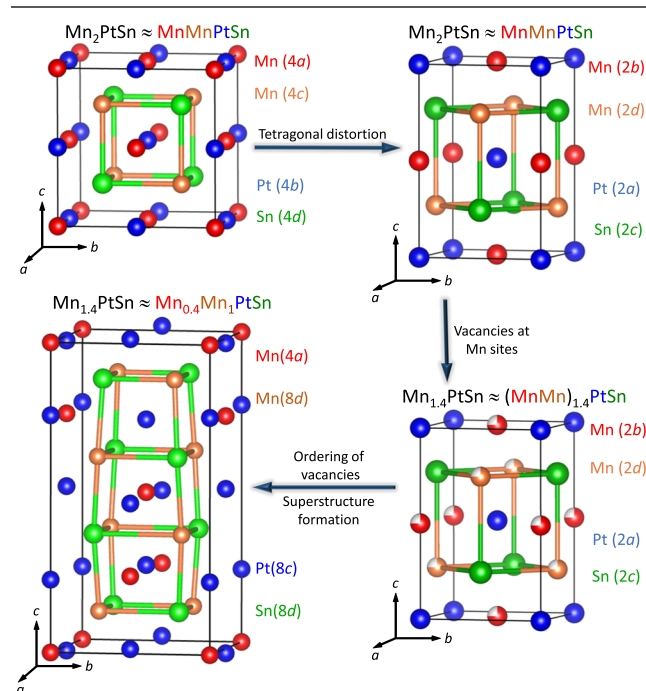 Mn₂PtSn ≈ MnMnPtSn
Mn (4a)
Mn (4c)
Pt (4b)
Sn (4d)
c
b
a
Tetragonal distortion
Mn₂PtSn ≈ MnMnPtSn
Mn (2b)
Mn (2d)
Pt (2a)
Sn (2c)
c
b
a
Vacancies at
Mn sites
Mn₁.₄PtSn ≈ (MnMn)₁.₄PtSn
Mn (2b)
Mn (2d)
Pt (2a)
Sn (2c)
c
b
a
Ordering of
vacancies
Superstructure
formation
Mn₁.₄PtSn ≈ Mn₀.₄Mn₁PtSn
Mn(4a)
Mn(8d)
Pt(8c)
Sn(8d)
c
b
a